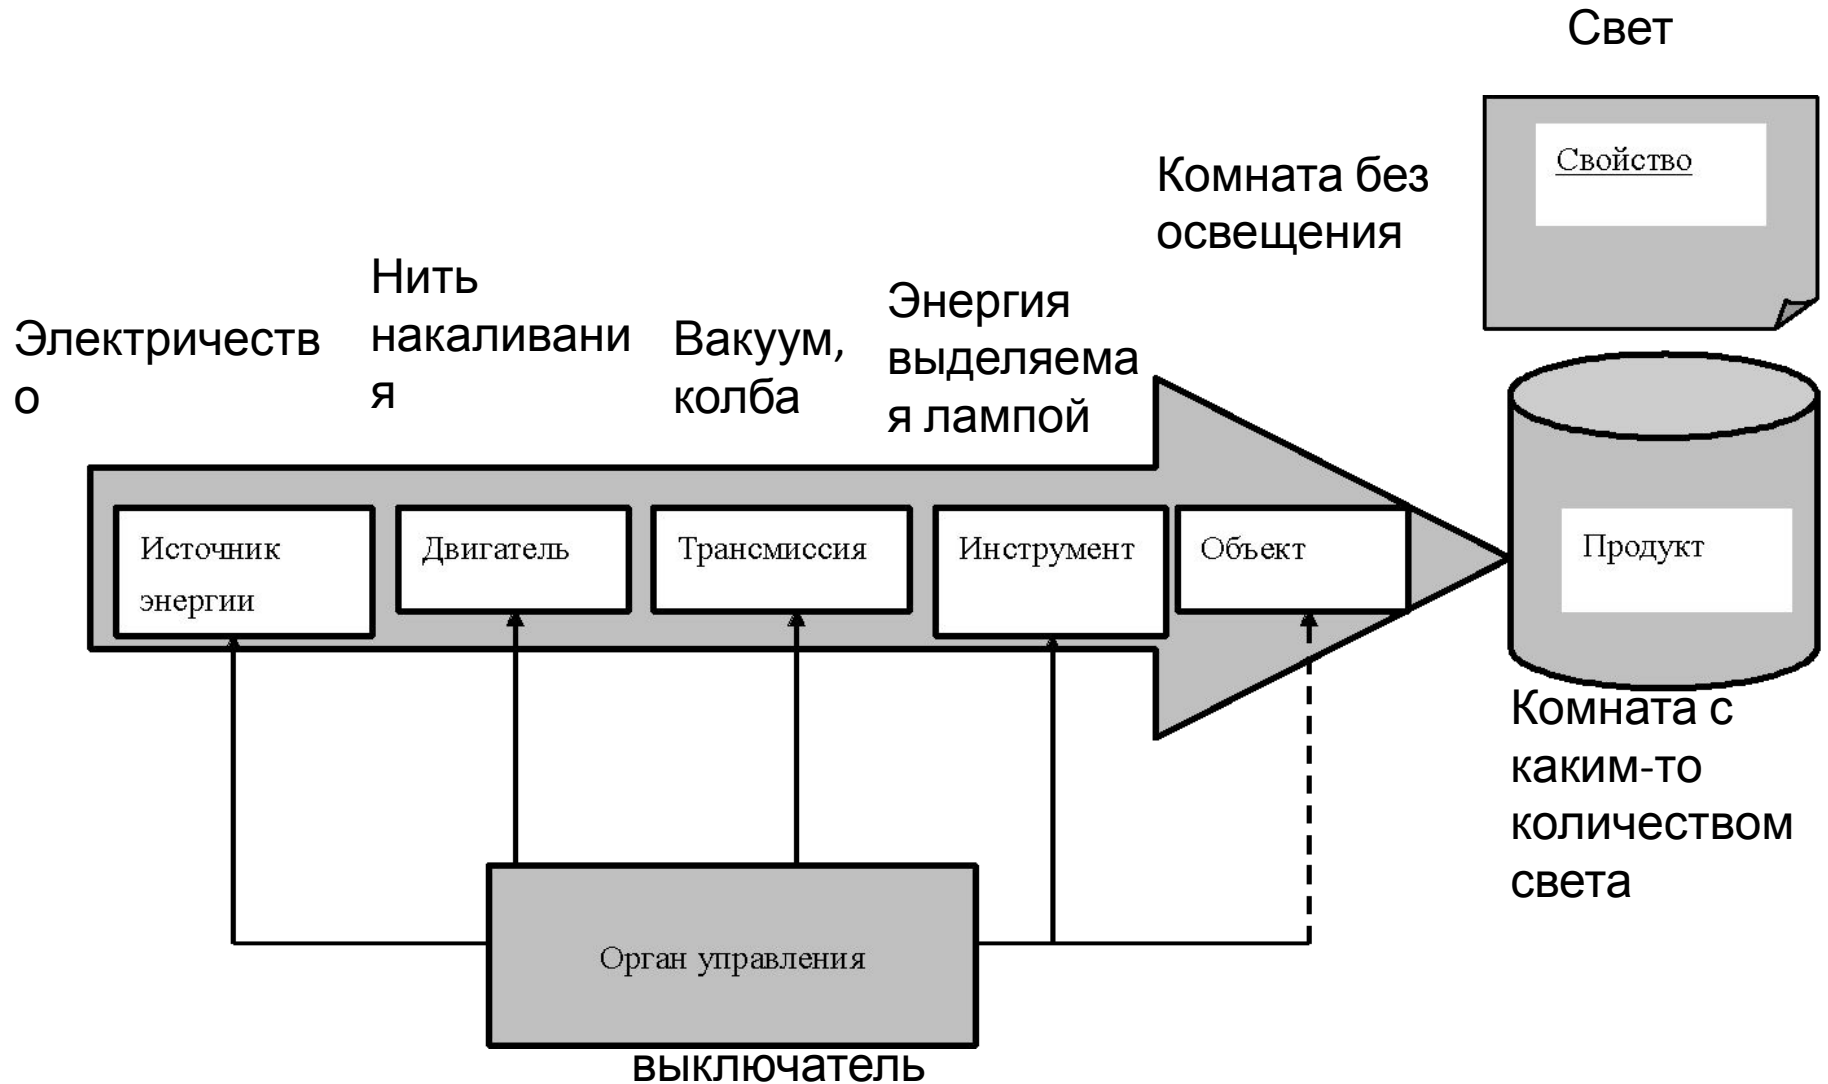 Свет
Свойство
Комната без
освещения
Нить
накаливани
я
Энергия
выделяема
я лампой
Электричеств
о
Вакуум,
колба
Источник
энергии
Двигатель
Трансмиссия
Инструмент
Объект
Продукт
Комната с
каким-то
количеством
света
Орган управления
выключатель